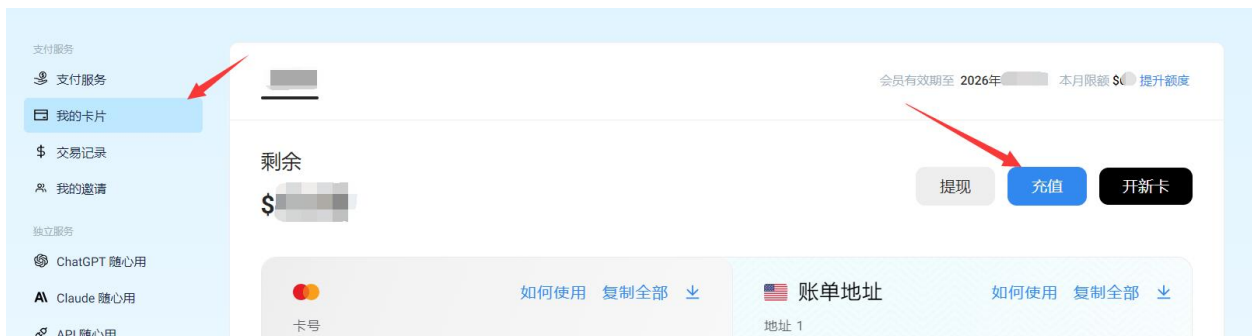 支付服务
支付服务
我的卡片
交易记录
我的邀请
独立服务
ChatGPT 随心用
Claude 随心用
API 随心用
会员有效期至 2026年 本月限额 $ 提升额度
剩余
$
提现 充值 开新卡
如何使用 复制全部
卡号
账单地址 如何使用 复制全部
地址 1